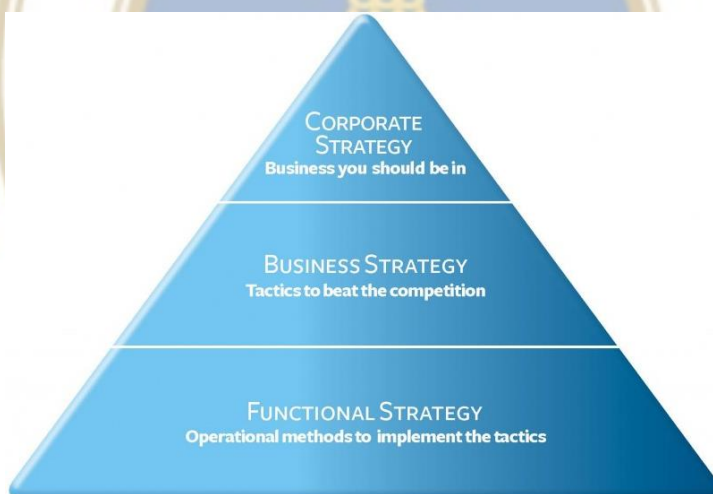 CORPORATE
STRATEGY
Business you should be in
BUSINESS STRATEGY
Tactics to beat the competition
FUNCTIONAL STRATEGY
Operational methods to implement the tactics